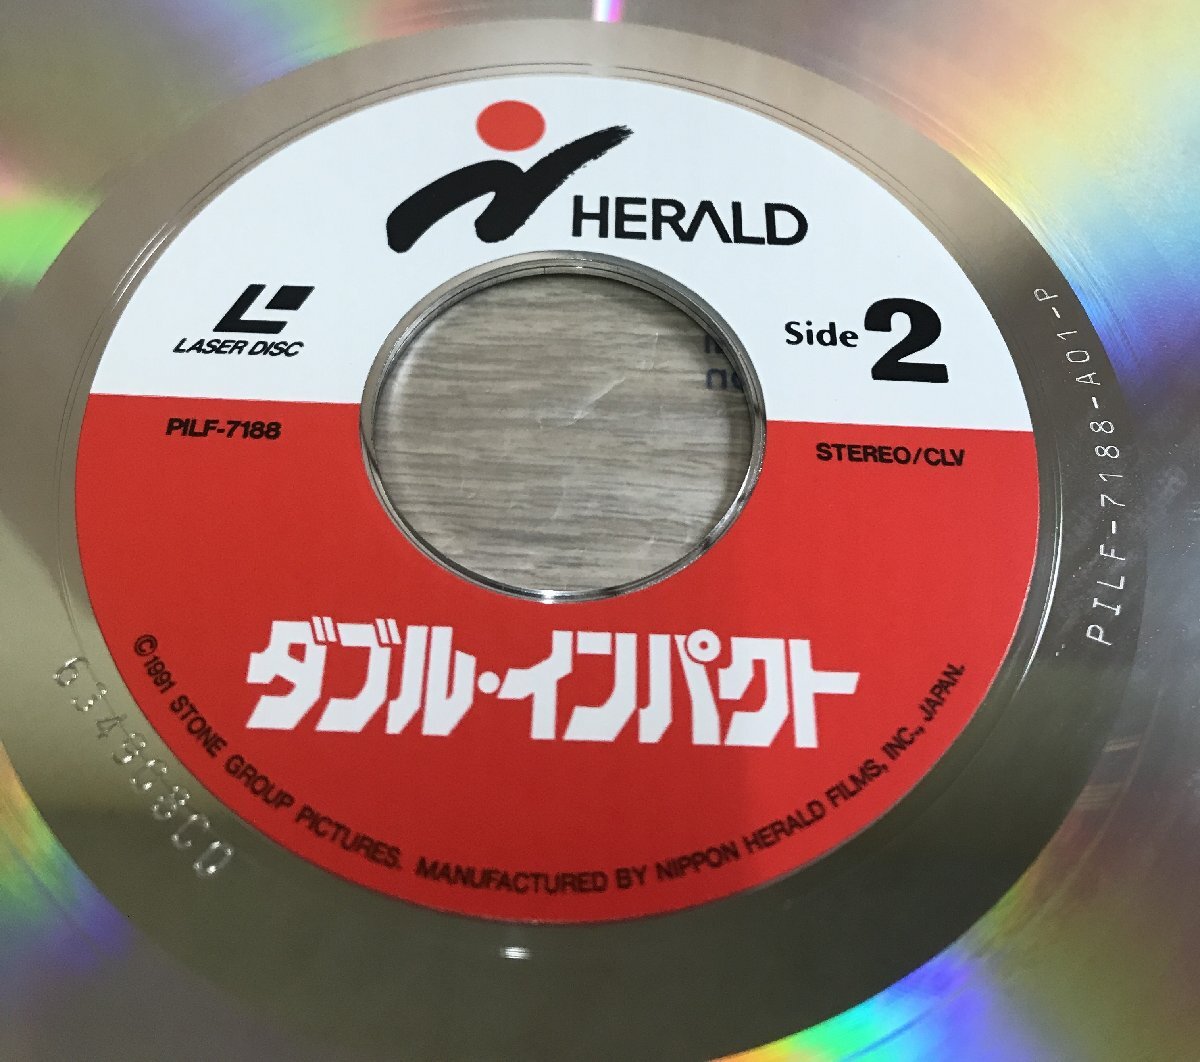 HERALD
LASER DISC
Side 2
PILF-7188
STEREO/CLV
ダブル・インパクト
©1991 STONE GROUP PICTURES. MANUFACTURED BY NIPPON HERALD FILMS, INC., JAPAN.
PILF-7188-A01-P